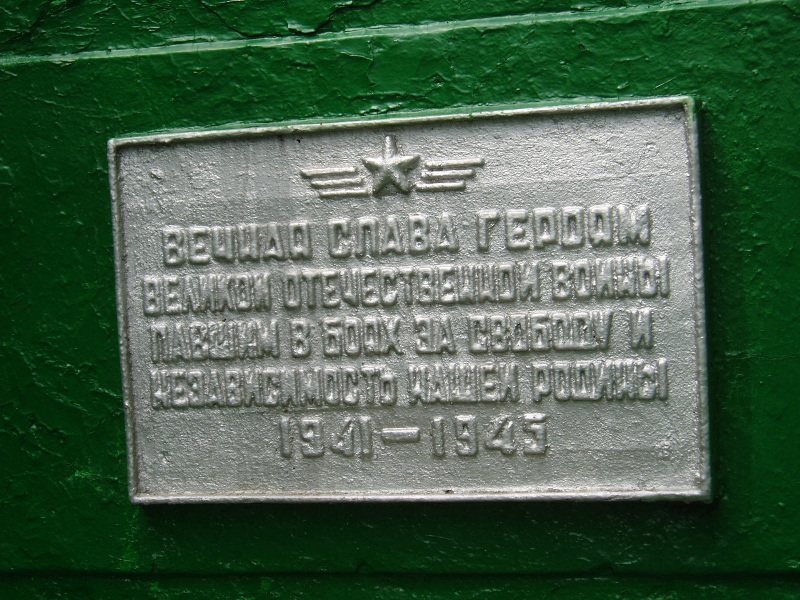 ВЕЧНАЯ СЛАВА ГЕРОЯМ
ВЕЛИКОЙ ОТЕЧЕСТВЕННОЙ ВОЙНЫ
ПАВШИМ В БОЯХ ЗА СВОБОДУ И
НЕЗАВИСИМОСТЬ НАШЕЙ РОДИНЫ
1941—1945